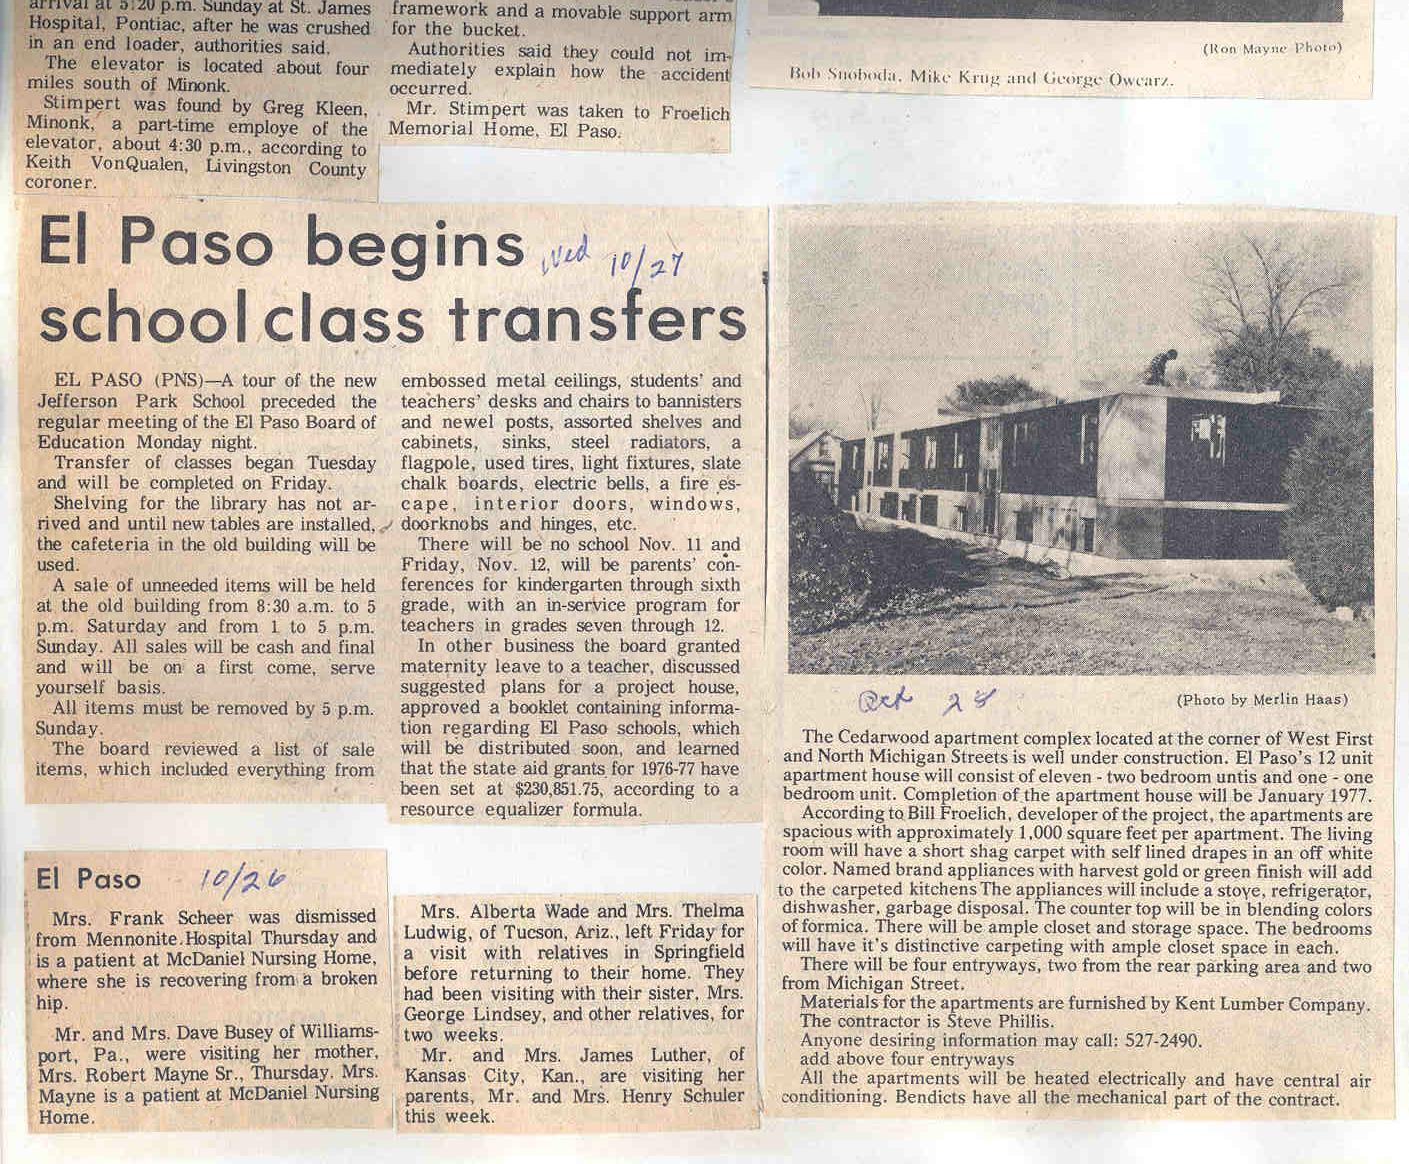 arrival at 5:20 p.m. Sunday at St. James
Hospital, Pontiac, after he was crushed
in an end loader, authorities said.
The elevator is located about four
miles south of Minonk.
Stimpert was found by Greg Kleen,
Minonk, a part-time employe of the
elevator, about 4:30 p.m., according to
Keith VonQualen, Livingston County
coroner.
framework and a movable support arm
for the bucket.
Authorities said they could not im-
mediately explain how the accident
occurred.
Mr. Stimpert was taken to Froelich
Memorial Home, El Paso.
(Ron Mayne Photo)
Bob Snoboda, Mike Krug and George Owcarz.
El Paso begins
school class transfers
Wed 10/27
EL PASO (PNS)—A tour of the new
Jefferson Park School preceded the
regular meeting of the El Paso Board of
Education Monday night.
Transfer of classes began Tuesday
and will be completed on Friday.
Shelving for the library has not ar-
rived and until new tables are installed,
the cafeteria in the old building will be
used.
A sale of unneeded items will be held
at the old building from 8:30 a.m. to 5
p.m. Saturday and from 1 to 5 p.m.
Sunday. All sales will be cash and final
and will be on a first come, serve
yourself basis.
All items must be removed by 5 p.m.
Sunday.
The board reviewed a list of sale
items, which included everything from
embossed metal ceilings, students' and
teachers' desks and chairs to bannisters
and newel posts, assorted shelves and
cabinets, sinks, steel radiators, a
flagpole, used tires, light fixtures, slate
chalk boards, electric bells, a fire es-
cape, interior doors, windows,
doorknobs and hinges, etc.
There will be no school Nov. 11 and
Friday, Nov. 12, will be parents' con-
ferences for kindergarten through sixth
grade, with an in-service program for
teachers in grades seven through 12.
In other business the board granted
maternity leave to a teacher, discussed
suggested plans for a project house,
approved a booklet containing informa-
tion regarding El Paso schools, which
will be distributed soon, and learned
that the state aid grants for 1976-77 have
been set at $230,851.75, according to a
resource equalizer formula.
Oct 28
(Photo by Merlin Haas)
The Cedarwood apartment complex located at the corner of West First
and North Michigan Streets is well under construction. El Paso's 12 unit
apartment house will consist of eleven - two bedroom untis and one - one
bedroom unit. Completion of the apartment house will be January 1977.
According to Bill Froelich, developer of the project, the apartments are
spacious with approximately 1,000 square feet per apartment. The living
room will have a short shag carpet with self lined drapes in an off white
color. Named brand appliances with harvest gold or green finish will add
to the carpeted kitchens The appliances will include a stove, refrigerator,
dishwasher, garbage disposal. The counter top will be in blending colors
of formica. There will be ample closet and storage space. The bedrooms
will have it's distinctive carpeting with ample closet space in each.
There will be four entryways, two from the rear parking area and two
from Michigan Street.
Materials for the apartments are furnished by Kent Lumber Company.
The contractor is Steve Phillis.
Anyone desiring information may call: 527-2490.
add above four entryways
All the apartments will be heated electrically and have central air
conditioning. Bendicts have all the mechanical part of the contract.
El Paso 10/26
Mrs. Frank Scheer was dismissed
from Mennonite Hospital Thursday and
is a patient at McDaniel Nursing Home,
where she is recovering from a broken
hip.
Mr. and Mrs. Dave Busey of Williams-
port, Pa., were visiting her mother,
Mrs. Robert Mayne Sr., Thursday. Mrs.
Mayne is a patient at McDaniel Nursing
Home.
Mrs. Alberta Wade and Mrs. Thelma
Ludwig, of Tucson, Ariz., left Friday for
a visit with relatives in Springfield
before returning to their home. They
had been visiting with their sister, Mrs.
George Lindsey, and other relatives, for
two weeks.
Mr. and Mrs. James Luther, of
Kansas City, Kan., are visiting her
parents, Mr. and Mrs. Henry Schuler
this week.